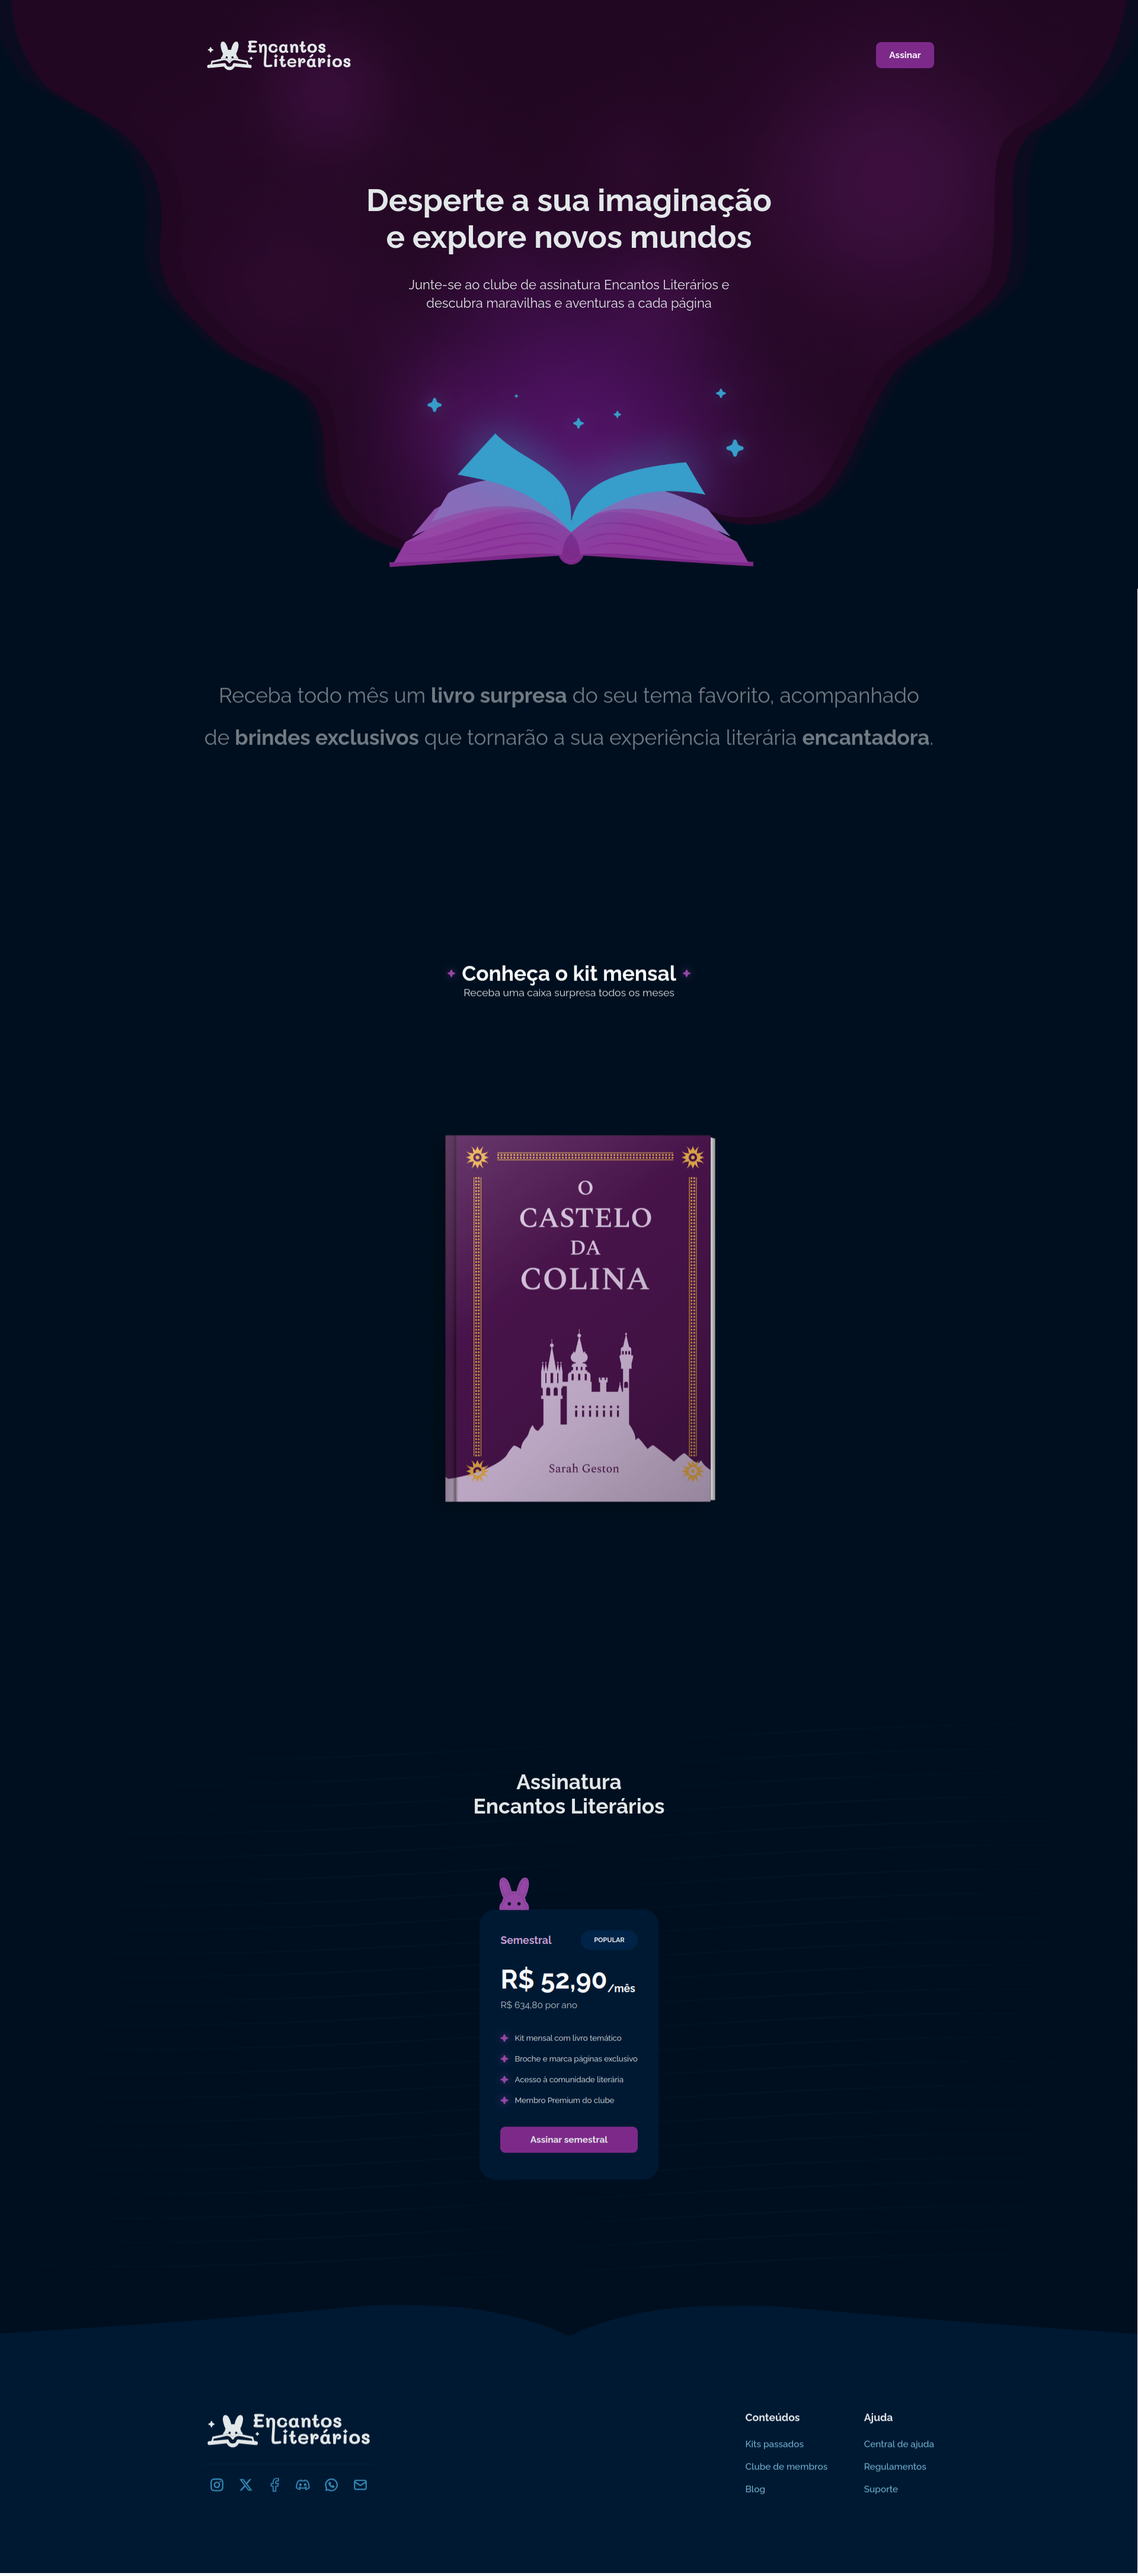 Encantos
Literários
Assinar
Desperte a sua imaginação
e explore novos mundos
Junte-se ao clube de assinatura Encantos Literários e
descubra maravilhas e aventuras a cada página
Receba todo mês um livro surpresa do seu tema favorito, acompanhado
de brindes exclusivos que tornarão a sua experiência literária encantadora.
Conheça o kit mensal
Receba uma caixa surpresa todos os meses
O
CASTELO
DA
COLINA
Sarah Geston
Assinatura
Encantos Literários
Semestral
POPULAR
R$ 52,90/mês
R$ 634,80 por ano
Kit mensal com livro temático
Broche e marca páginas exclusivo
Acesso à comunidade literária
Membro Premium do clube
Assinar semestral
Encantos
Literários
Conteúdos
Kits passados
Clube de membros
Blog
Ajuda
Central de ajuda
Regulamentos
Suporte